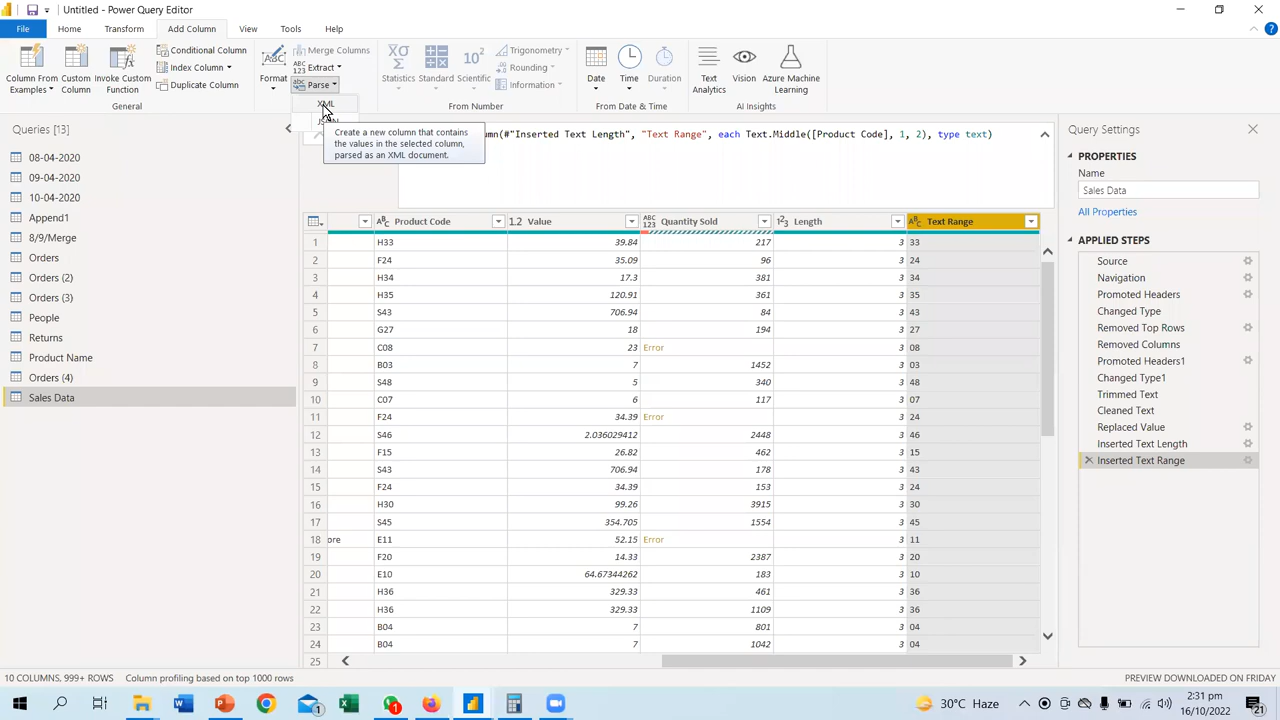 Untitled - Power Query Editor
File
Home
Transform
Add Column
View
Tools
Help
Column From Examples
Custom Column
Invoke Custom Function
Conditional Column
Index Column
Duplicate Column
General
Format
Merge Columns
Extract
Parse
Statistics
Standard
Scientific
Trigonometry
Rounding
Information
From Number
Date
Time
Duration
From Date & Time
Text Analytics
Vision
Azure Machine Learning
AI Insights
XML
Create a new column that contains
the values in the selected column,
parsed as an XML document.
(#"Inserted Text Length", "Text Range", each Text.Middle([Product Code], 1, 2), type text)
Queries [13]
08-04-2020
09-04-2020
10-04-2020
Append1
8/9/Merge
Orders
Orders (2)
Orders (3)
People
Returns
Product Name
Orders (4)
Sales Data
Product Code Value Quantity Sold Length Text Range
1 H33 39.84 217 3 33
2 F24 35.09 96 3 24
3 H34 17.3 381 3 34
4 H35 120.91 361 3 35
5 S43 706.94 84 3 43
6 G27 18 194 3 27
7 C08 23 Error 3 08
8 B03 7 1452 3 03
9 S48 5 340 3 48
10 C07 6 117 3 07
11 F24 34.39 Error 3 24
12 S46 2.036029412 2448 3 46
13 F15 26.82 462 3 15
14 S43 706.94 178 3 43
15 F24 34.39 153 3 24
16 H30 99.26 3915 3 30
17 S45 354.705 1554 3 45
18 ore E11 52.15 Error 3 11
19 F20 14.33 2387 3 20
20 E10 64.67344262 183 3 10
21 H36 329.33 461 3 36
22 H36 329.33 1109 3 36
23 B04 7 801 3 04
24 B04 7 1042 3 04
25
Query Settings
PROPERTIES
Name
Sales Data
All Properties
APPLIED STEPS
Source
Navigation
Promoted Headers
Changed Type
Removed Top Rows
Removed Columns
Promoted Headers1
Changed Type1
Trimmed Text
Cleaned Text
Replaced Value
Inserted Text Length
Inserted Text Range
10 COLUMNS, 999+ ROWS Column profiling based on top 1000 rows
PREVIEW DOWNLOADED ON FRIDAY
30°C Haze
2:31 pm
16/10/2022